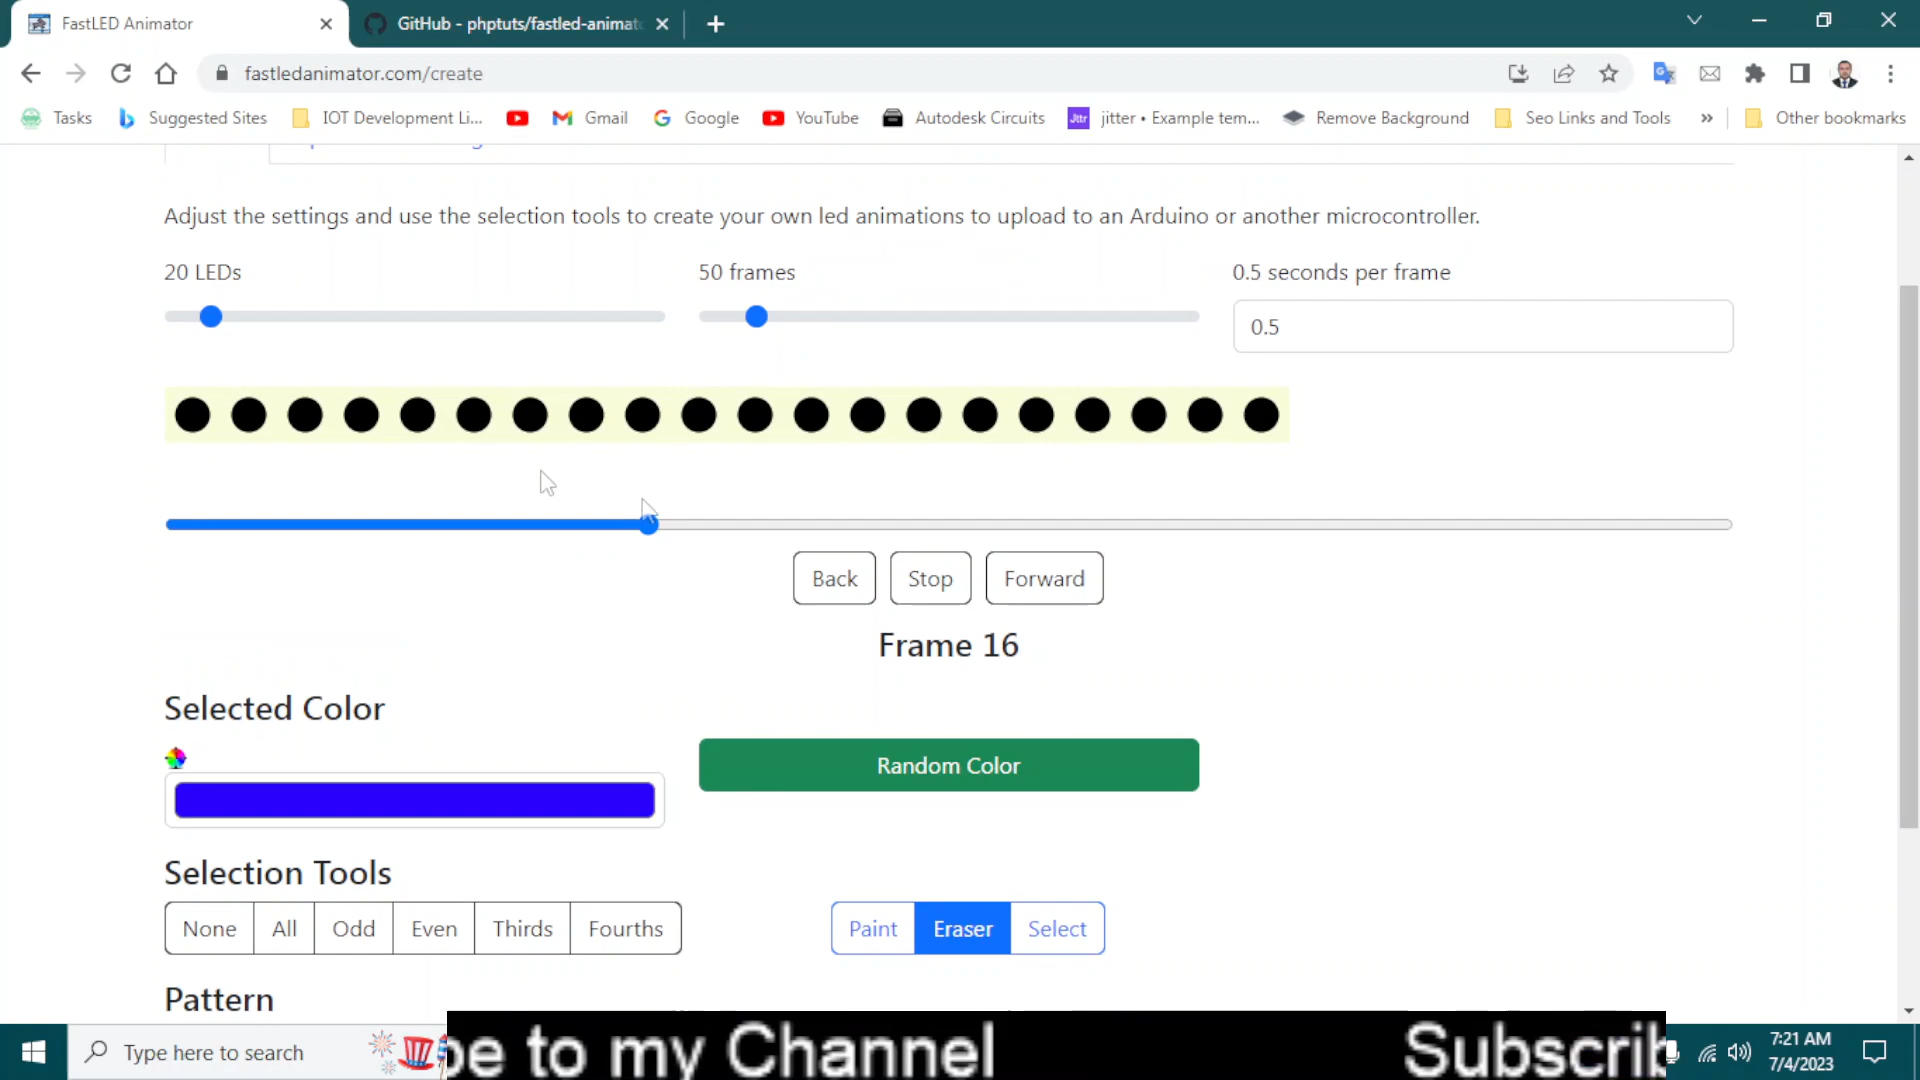 FastLED Animator
GitHub - phptuts/fastled-animat
fastledanimator.com/create
Tasks
Suggested Sites
IOT Development Li...
Gmail
Google
YouTube
Autodesk Circuits
Jttr
jitter • Example tem...
Remove Background
Seo Links and Tools
»
Other bookmarks
Adjust the settings and use the selection tools to create your own led animations to upload to an Arduino or another microcontroller.
20 LEDs
50 frames
0.5 seconds per frame
0.5
Back
Stop
Forward
Frame 16
Selected Color
Random Color
Selection Tools
None
All
Odd
Even
Thirds
Fourths
Paint
Eraser
Select
Pattern
Type here to search
be to my Channel
Subscrib
7:21 AM
7/4/2023